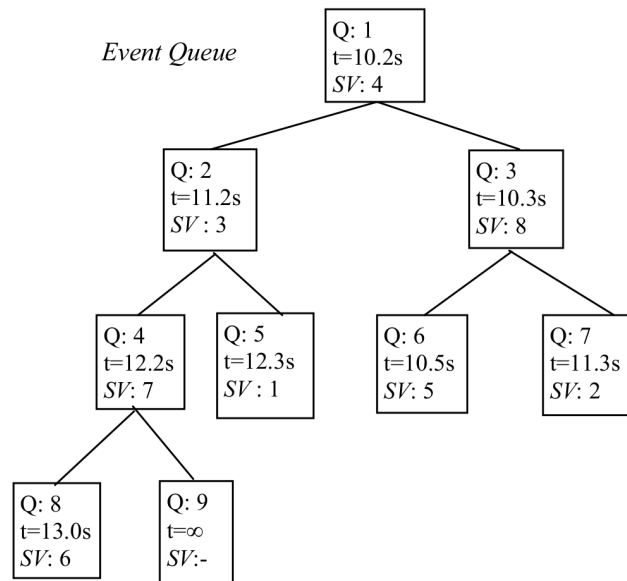 Event Queue
Q: 1
t=10.2s
SV: 4
Q: 2
t=11.2s
SV : 3
Q: 3
t=10.3s
SV: 8
Q: 4
t=12.2s
SV: 7
Q: 5
t=12.3s
SV : 1
Q: 6
t=10.5s
SV: 5
Q: 7
t=11.3s
SV: 2
Q: 8
t=13.0s
SV: 6
Q: 9
t=∞
SV:-